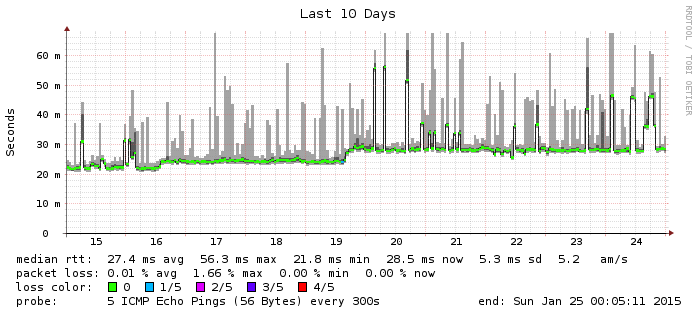 Last 10 Days
RRDTOOL / TOBI OETIKER
Seconds
60 m
50 m
40 m
30 m
20 m
10 m
0
15 16 17 18 19 20 21 22 23 24
median rtt: 27.4 ms avg 56.3 ms max 21.8 ms min 28.5 ms now 5.3 ms sd 5.2 am/s
packet loss: 0.01 % avg 1.66 % max 0.00 % min 0.00 % now
loss color: 0 1/5 2/5 3/5 4/5
probe: 5 ICMP Echo Pings (56 Bytes) every 300s end: Sun Jan 25 00:05:11 2015